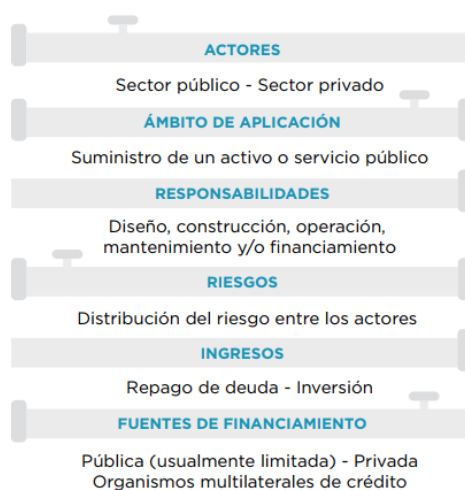 ACTORES
Sector público - Sector privado
ÁMBITO DE APLICACIÓN
Suministro de un activo o servicio público
RESPONSABILIDADES
Diseño, construcción, operación,
mantenimiento y/o financiamiento
RIESGOS
Distribución del riesgo entre los actores
INGRESOS
Repago de deuda - Inversión
FUENTES DE FINANCIAMIENTO
Pública (usualmente limitada) - Privada
Organismos multilaterales de crédito